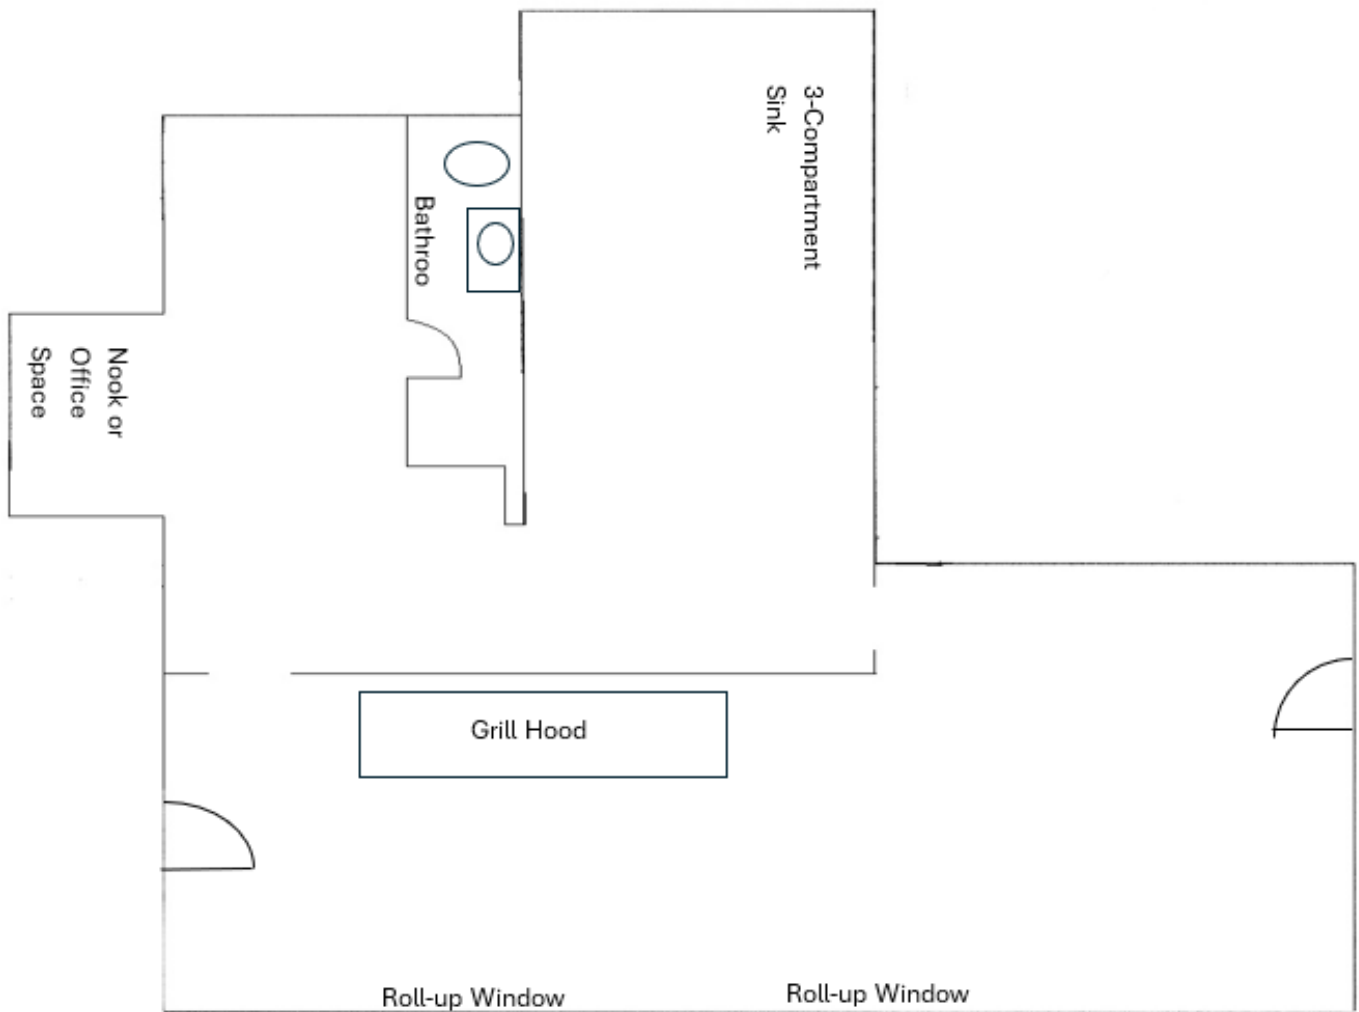 3-Compartment
Sink
Bathroo
Nook or
Office
Space
Grill Hood
Roll-up Window
Roll-up Window